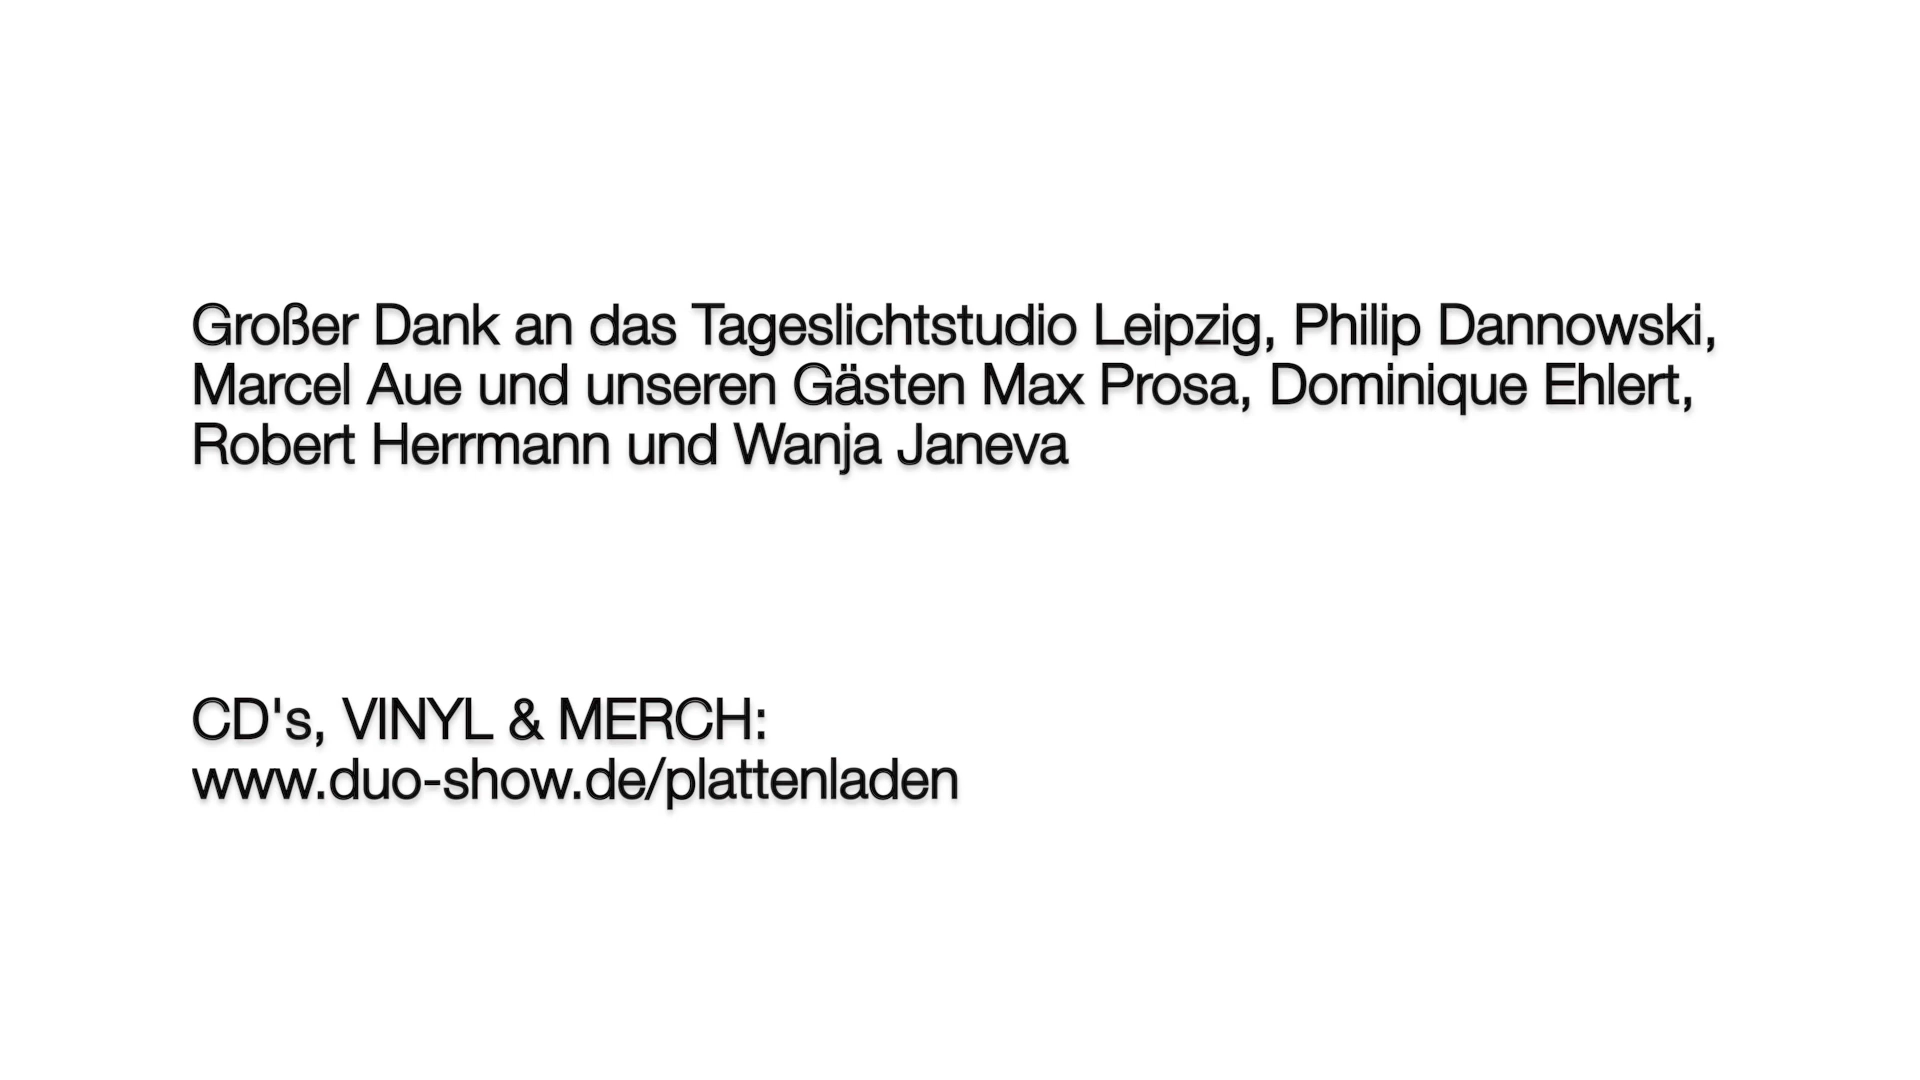 Großer Dank an das Tageslichtstudio Leipzig, Philip Dannowski,
Marcel Aue und unseren Gästen Max Prosa, Dominique Ehlert,
Robert Herrmann und Wanja Janeva
CD's, VINYL & MERCH:
www.duo-show.de/plattenladen